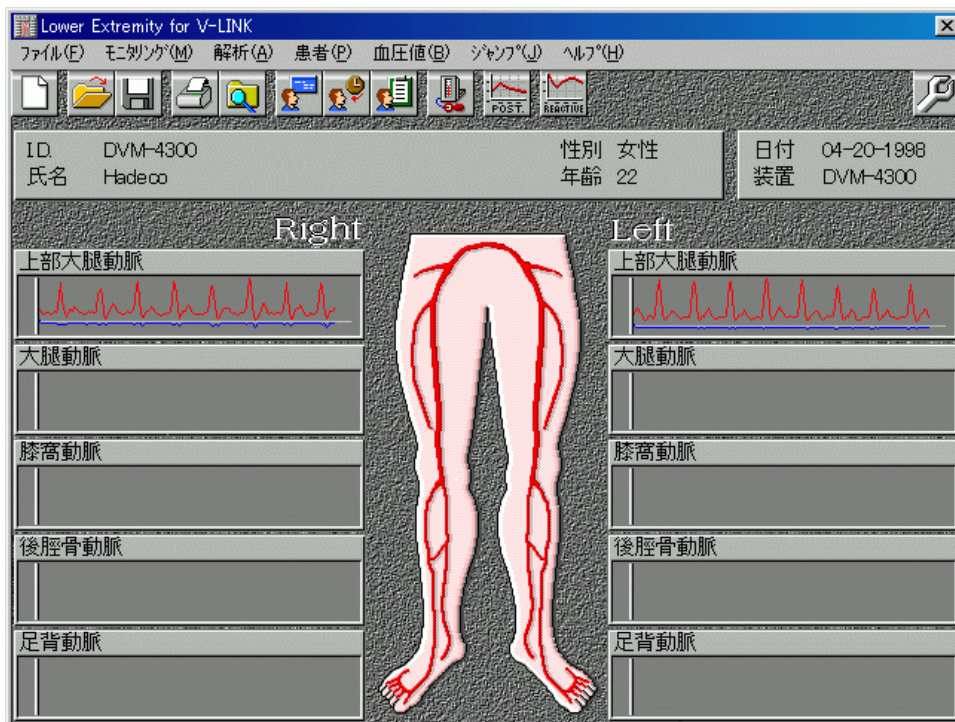 Lower Extremity for V-LINK
ファイル(F) モニタリング(M) 解析(A) 患者(P) 血圧値(B) ジャンプ(J) ヘルプ(H)
POST. REACTIVE
I.D. DVM-4300 性別 女性 日付 04-20-1998
氏名 Hadeco 年齢 22 装置 DVM-4300
Right Left
上部大腿動脈 上部大腿動脈
大腿動脈 大腿動脈
膝窩動脈 膝窩動脈
後脛骨動脈 後脛骨動脈
足背動脈 足背動脈